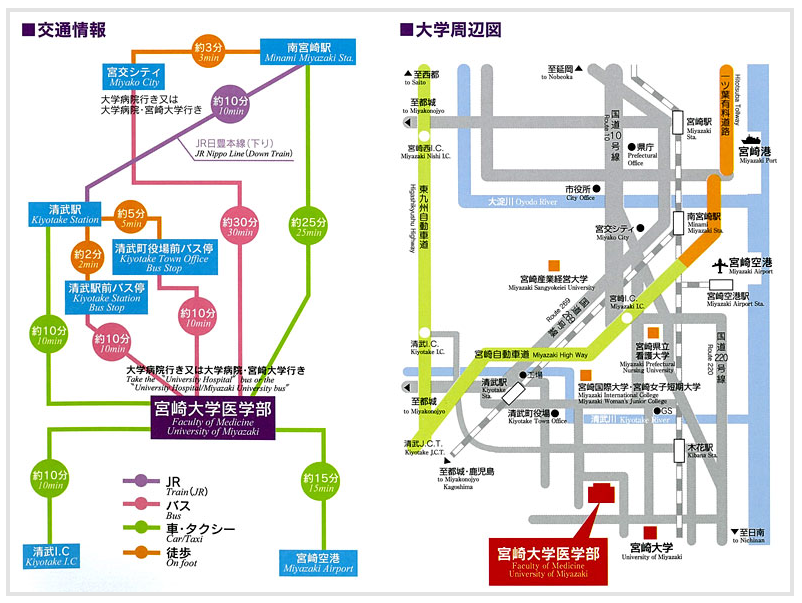 ■交通情報
約3分
3min
南宮崎駅
Minami Miyazaki Sta.
宮交シティ
Miyako City
大学病院行き又は
大学病院・宮崎大学行き
約10分
10min
JR日豊本線（下り）
JR Nippo Line (Down Train)
清武駅
Kiyotake Station
約5分
5min
約30分
30min
約25分
25min
清武町役場前バス停
Kiyotake Town Office
Bus Stop
約2分
2min
清武駅前バス停
Kiyotake Station
Bus Stop
約10分
10min
約10分
10min
約10分
10min
大学病院行き又は大学病院・宮崎大学行き
Take the "University Hospital" bus or the
"University Hospital/Miyazaki University bus"
宮崎大学医学部
Faculty of Medicine
University of Miyazaki
約10分
10min
約15分
15min
JR
Train(JR)
バス
Bus
車・タクシー
Car/Taxi
徒歩
On foot
清武I.C
Kiyotake I.C
宮崎空港
Miyazaki Airport
■大学周辺図
▲至西都
to Saito
至延岡▲
to Nobeoka
至都城
to Miyakonojyo
宮崎西I.C.
Miyazaki Nishi I.C.
国道10号線
Route 10
宮崎駅
Miyazaki
Sta.
一ツ葉有料道路
Hitotsuba Tollway
宮崎港
Miyazaki Port
県庁
Prefectural
Office
市役所
City Office
東九州自動車道
Higashikyushu Highway
大淀川 Oyodo River
南宮崎駅
Minami
Miyazaki
Sta.
宮交シティ
Miyako City
宮崎空港
Miyazaki Airport
宮崎産業経営大学
Miyazaki Sangyokeiei University
宮崎空港駅
Miyazaki Airport Sta.
宮崎I.C.
Miyazaki I.C.
Route 269
清武I.C.
Kiyotake I.C.
宮崎自動車道 Miyazaki High Way
宮崎県立
看護大学
Miyazaki Prefectural
Nursing University
国道220号線
Route 220
工場
清武駅
Kiyotake
Sta.
宮崎国際大学・宮崎女子短期大学
Miyazaki International College
Miyazaki Woman's Junior College
至都城
to Miyakonojyo
清武町役場
Kiyotake Town Office
GS
清武川 Kiyotake River
清武J.C.T.
Kiyotake J.C.T.
木花駅
Kibana Sta.
至都城・鹿児島
to Miyakonojyo
Kagoshima
▼至日南
to Nichinan
宮崎大学
University of Miyazaki
宮崎大学医学部
Faculty of Medicine
University of Miyazaki